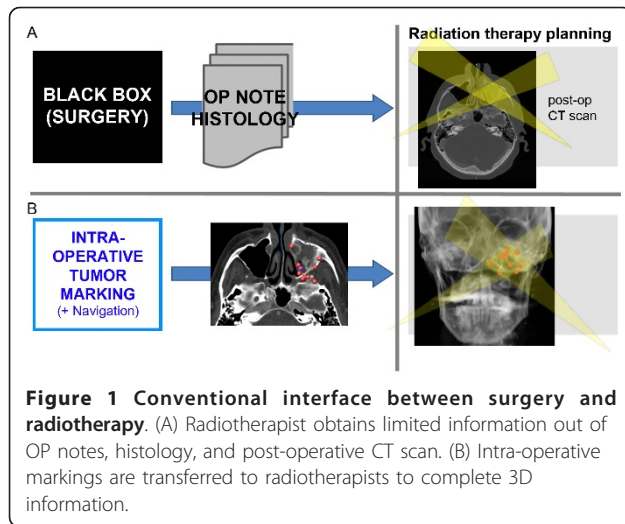 A
Radiation therapy planning
BLACK BOX
(SURGERY)
OP NOTE
HISTOLOGY
post-op
CT scan
B
INTRA-
OPERATIVE
TUMOR
MARKING
(+ Navigation)
Figure 1 Conventional interface between surgery and
radiotherapy. (A) Radiotherapist obtains limited information out of
OP notes, histology, and post-operative CT scan. (B) Intra-operative
markings are transferred to radiotherapists to complete 3D
information.